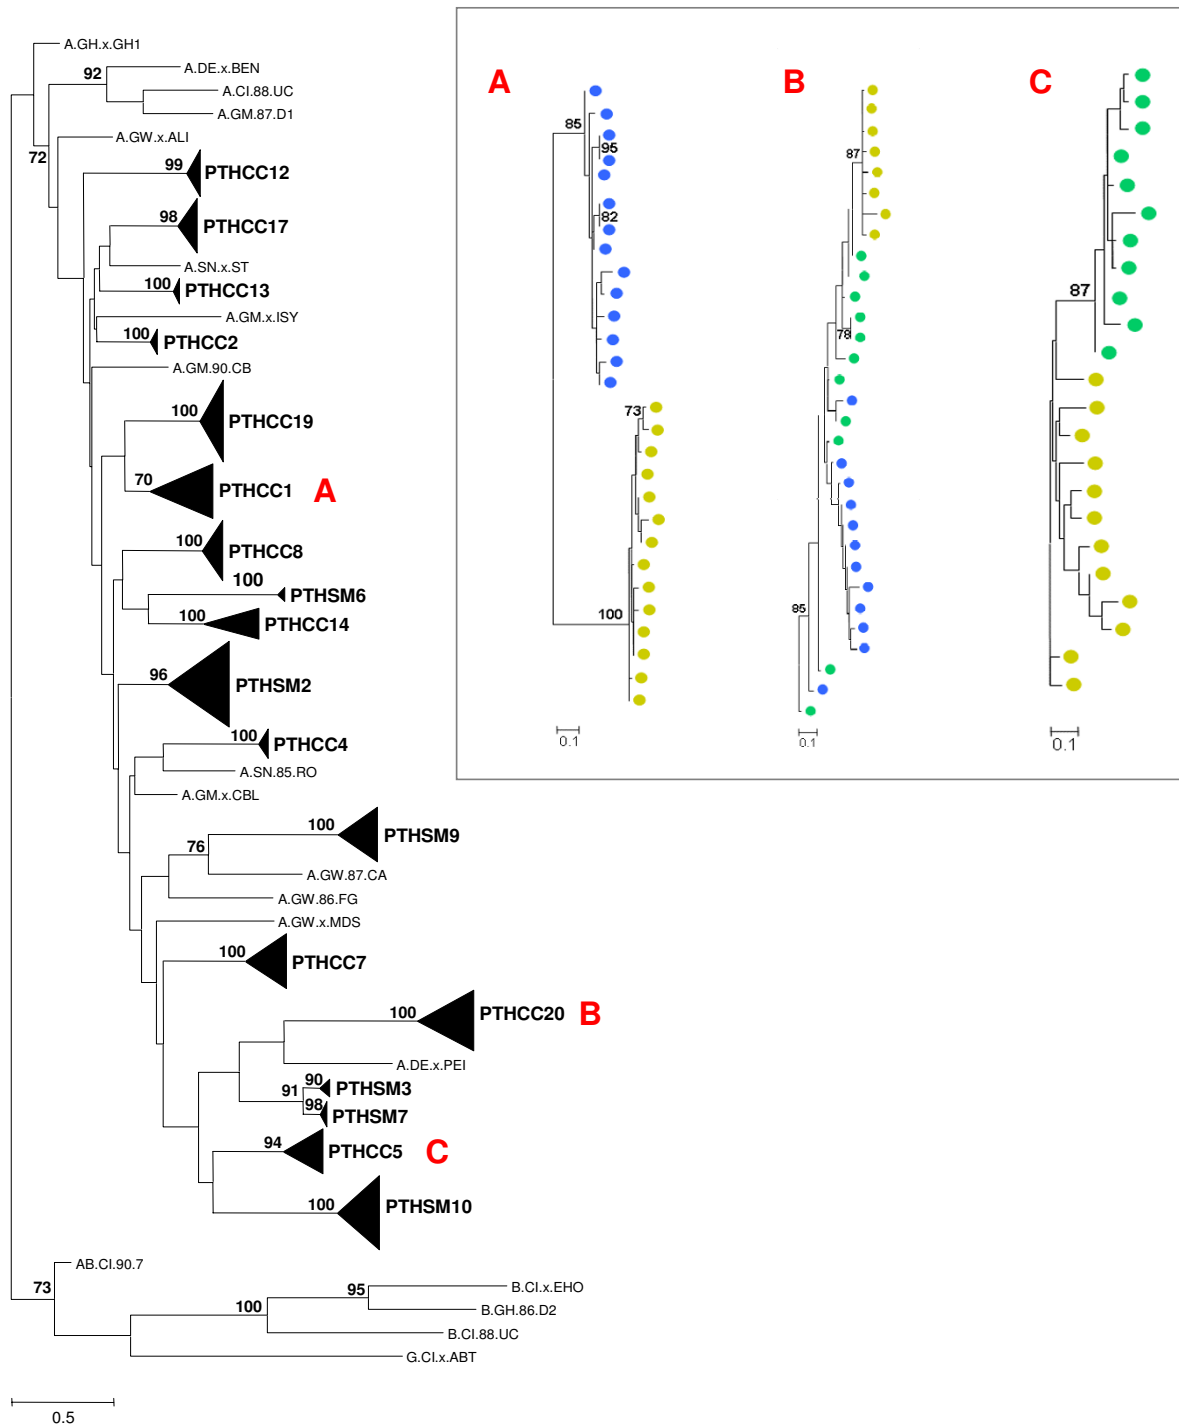 A.GH.x.GH1
92
A.DE.x.BEN
A.CI.88.UC
A.GM.87.D1
72
A.GW.x.ALI
99
PTHCC12
98
PTHCC17
A.SN.x.ST
100
PTHCC13
A.GM.x.ISY
100
PTHCC2
A.GM.90.CB
100
PTHCC19
70
PTHCC1
A
100
PTHCC8
100
PTHSM6
100
PTHCC14
96
PTHSM2
100
PTHCC4
A.SN.85.RO
A.GM.x.CBL
100
PTHSM9
76
A.GW.87.CA
A.GW.86.FG
A.GW.x.MDS
100
PTHCC7
100
PTHCC20
B
A.DE.x.PEI
90
PTHSM3
91
98
PTHSM7
94
PTHCC5
C
100
PTHSM10
AB.CI.90.7
73
95
B.CI.x.EHO
B.GH.86.D2
100
B.CI.88.UC
G.CI.x.ABT
0.5
A
85
95
82
73
100
0.1
B
87
78
85
0.1
C
87
0.1